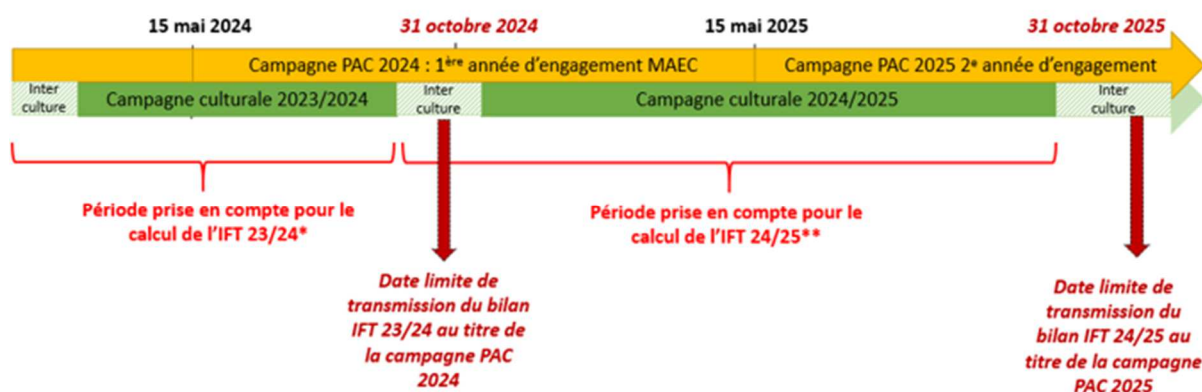 15 mai 2024
31 octobre 2024
15 mai 2025
31 octobre 2025
Campagne PAC 2024 : 1ère année d’engagement MAEC
Campagne PAC 2025 2e année d’engagement
Inter
culture
Campagne culturale 2023/2024
Inter
culture
Campagne culturale 2024/2025
Inter
culture
Période prise en compte pour le
calcul de l’IFT 23/24*
Période prise en compte pour le
calcul de l’IFT 24/25**
Date limite de
transmission du bilan
IFT 23/24 au titre de
la campagne PAC
2024
Date limite de
transmission du
bilan IFT 24/25 au
titre de la campagne
PAC 2025